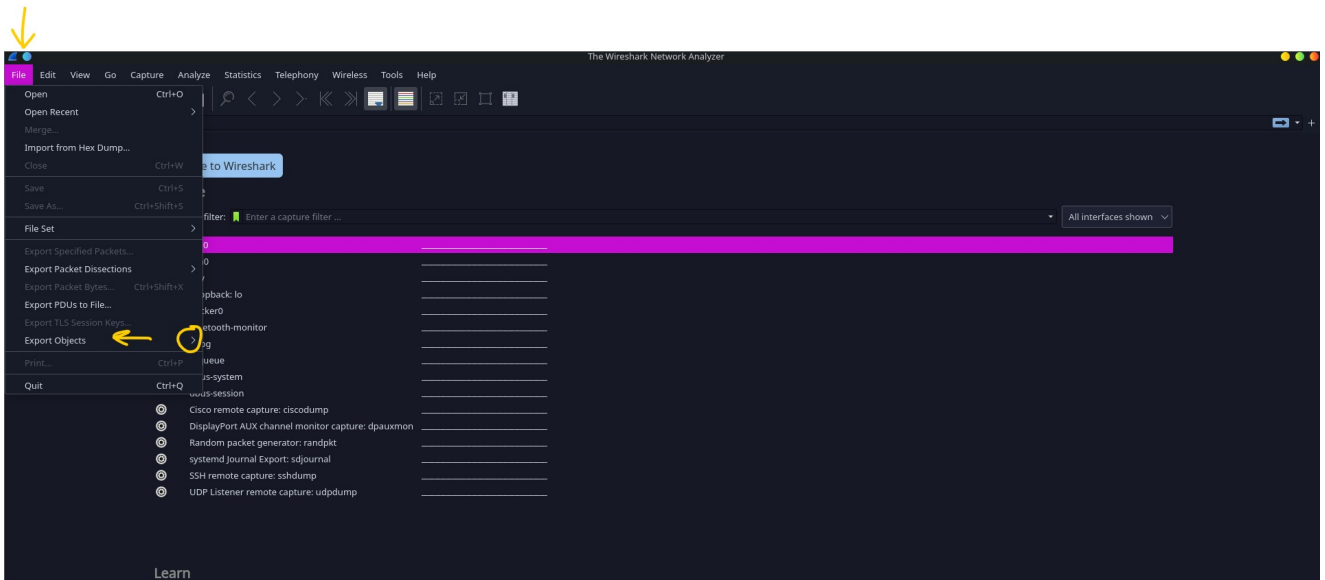 The Wireshark Network Analyzer
File Edit View Go Capture Analyze Statistics Telephony Wireless Tools Help
Open Ctrl+O
Open Recent
Merge...
Import from Hex Dump...
Close Ctrl+W
e to Wireshark
Save Ctrl+S
Save As... Ctrl+Shift+S
filter: Enter a capture filter ... All interfaces shown
File Set
Export Specified Packets...
Export Packet Dissections
Export Packet Bytes... Ctrl+Shift+X
Export PDUs to File...
Export TLS Session Keys...
Export Objects
Print... Ctrl+P
Quit Ctrl+Q
0
0
opback: lo
cker0
etooth-monitor
og
ueue
us-system
dbus-session
Cisco remote capture: ciscodump
DisplayPort AUX channel monitor capture: dpauxmon
Random packet generator: randpkt
systemd Journal Export: sdjournal
SSH remote capture: sshdump
UDP Listener remote capture: udpdump
Learn